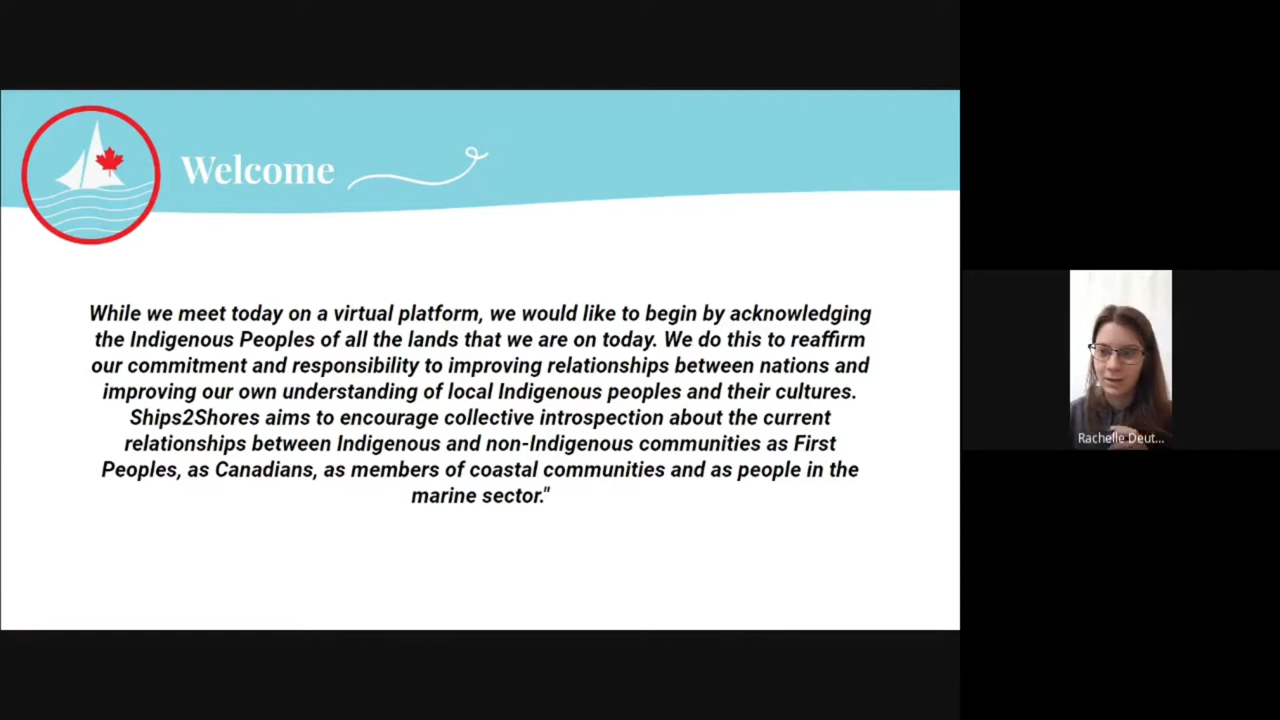 Welcome
While we meet today on a virtual platform, we would like to begin by acknowledging
the Indigenous Peoples of all the lands that we are on today. We do this to reaffirm
our commitment and responsibility to improving relationships between nations and
improving our own understanding of local Indigenous peoples and their cultures.
Ships2Shores aims to encourage collective introspection about the current
relationships between Indigenous and non-Indigenous communities as First
Peoples, as Canadians, as members of coastal communities and as people in the
marine sector."
Rachelle Deut...